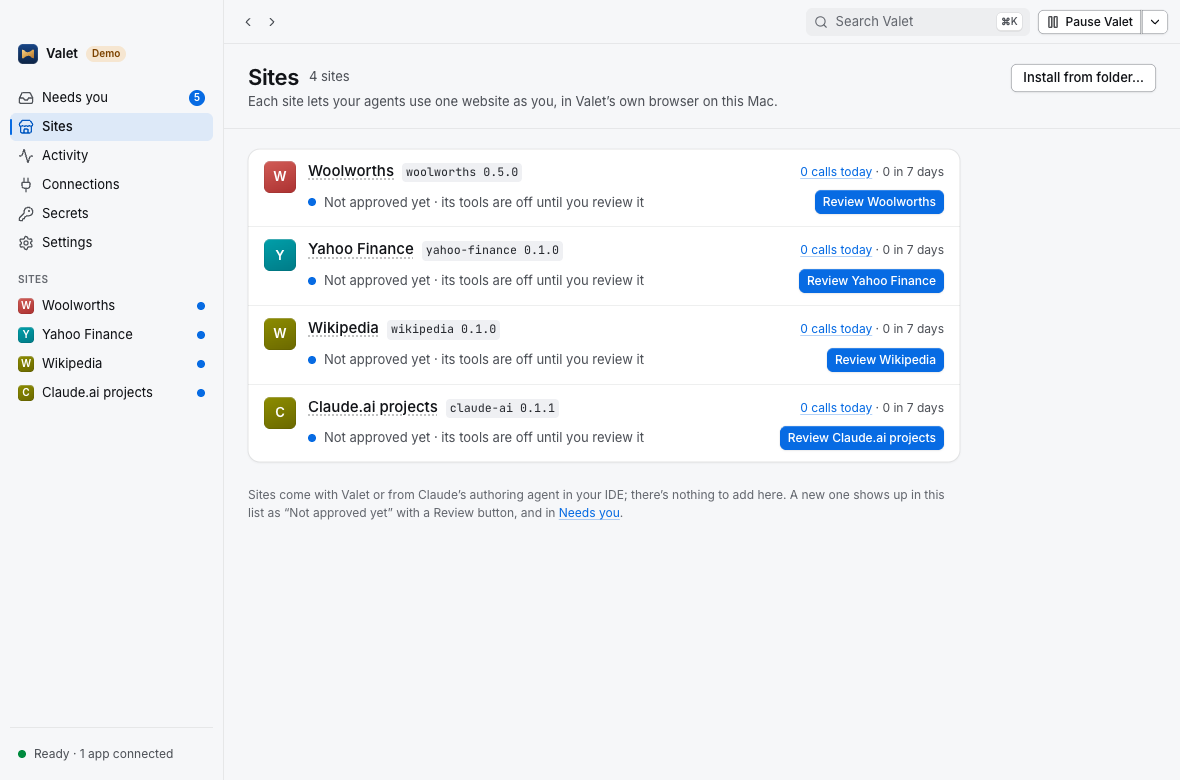 Search Valet
⌘K
Pause Valet
Valet
Demo
Needs you
5
Sites
Activity
Connections
Secrets
Settings
SITES
W Woolworths
Y Yahoo Finance
W Wikipedia
C Claude.ai projects
Ready · 1 app connected
Sites 4 sites
Install from folder...
Each site lets your agents use one website as you, in Valet’s own browser on this Mac.
W
Woolworths woolworths 0.5.0
0 calls today · 0 in 7 days
Not approved yet · its tools are off until you review it
Review Woolworths
Y
Yahoo Finance yahoo-finance 0.1.0
0 calls today · 0 in 7 days
Not approved yet · its tools are off until you review it
Review Yahoo Finance
W
Wikipedia wikipedia 0.1.0
0 calls today · 0 in 7 days
Not approved yet · its tools are off until you review it
Review Wikipedia
C
Claude.ai projects claude-ai 0.1.1
0 calls today · 0 in 7 days
Not approved yet · its tools are off until you review it
Review Claude.ai projects
Sites come with Valet or from Claude’s authoring agent in your IDE; there’s nothing to add here. A new one shows up in this
list as “Not approved yet” with a Review button, and in Needs you.